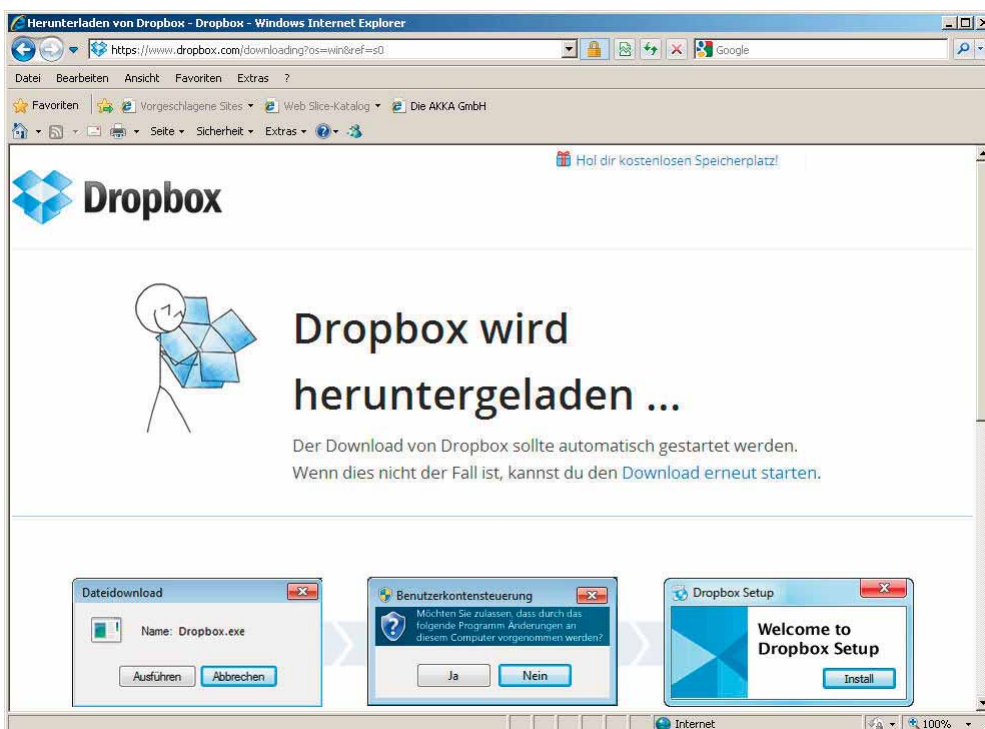 Herunterladen von Dropbox - Dropbox - Windows Internet Explorer
https://www.dropbox.com/downloading?os=win&ref=s0
Google
Datei Bearbeiten Ansicht Favoriten Extras ?
Favoriten Vorgeschlagene Sites Web Slice-Katalog Die AKKA GmbH
Seite Sicherheit Extras
Hol dir kostenlosen Speicherplatz!
Dropbox
Dropbox wird
heruntergeladen ...
Der Download von Dropbox sollte automatisch gestartet werden.
Wenn dies nicht der Fall ist, kannst du den Download erneut starten.
Dateidownload
Name: Dropbox.exe
Ausführen Abbrechen
Benutzerkontensteuerung
Möchten Sie zulassen, dass durch das
folgende Programm Änderungen an
diesem Computer vorgenommen werden?
Ja Nein
Dropbox Setup
Welcome to
Dropbox Setup
Install
Internet 100%